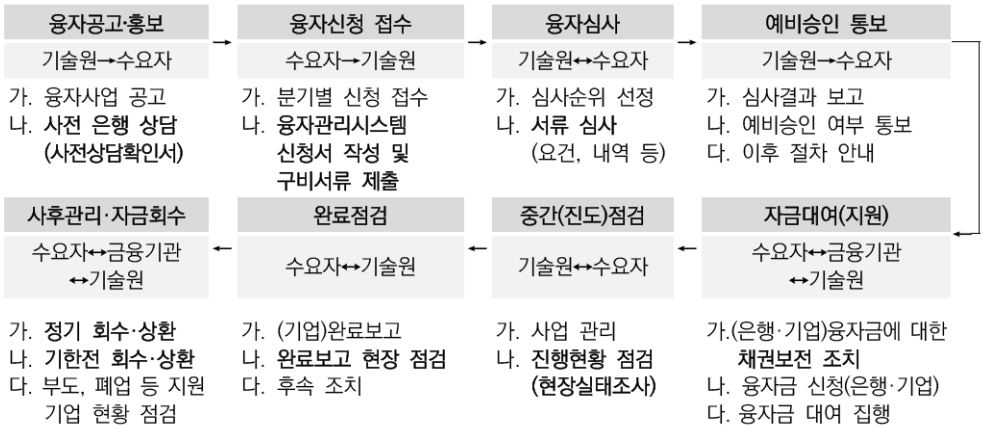 융자공고·홍보
기술원→수요자
가. 융자사업 공고
나. 사전 은행 상담
(사전상담확인서)
융자신청 접수
수요자→기술원
가. 분기별 신청 접수
나. 융자관리시스템
신청서 작성 및
구비서류 제출
융자심사
기술원↔수요자
가. 심사순위 선정
나. 서류 심사
(요건, 내역 등)
예비승인 통보
기술원→수요자
가. 심사결과 보고
나. 예비승인 여부 통보
다. 이후 절차 안내
자금대여(지원)
수요자↔금융기관
↔기술원
가.(은행·기업)융자금에 대한
채권보전 조치
나. 융자금 신청(은행·기업)
다. 융자금 대여 집행
중간(진도)점검
기술원↔수요자
가. 사업 관리
나. 진행현황 점검
(현장실태조사)
완료점검
수요자↔기술원
가. (기업)완료보고
나. 완료보고 현장 점검
다. 후속 조치
사후관리·자금회수
수요자↔금융기관
↔기술원
가. 정기 회수·상환
나. 기한전 회수·상환
다. 부도, 폐업 등 지원
기업 현황 점검